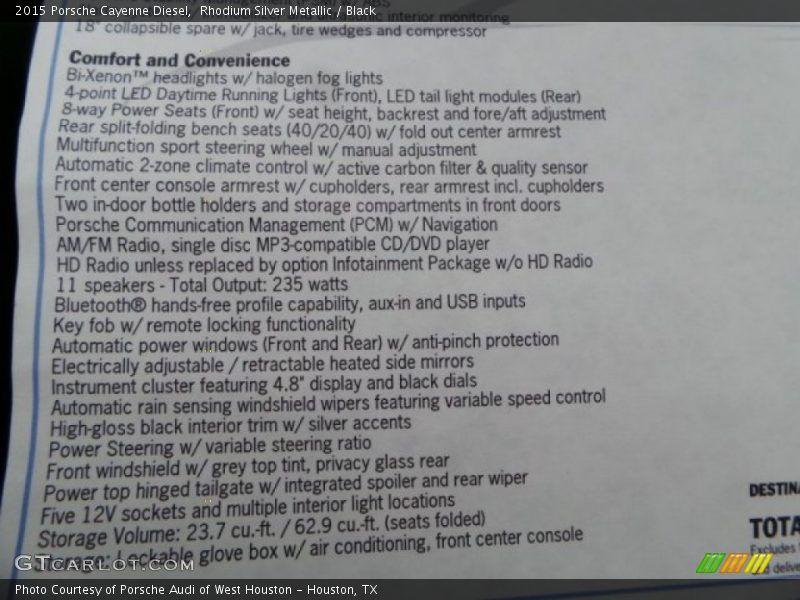 2015 Porsche Cayenne Diesel, Rhodium Silver Metallic / Black
interior monitoring
18" collapsible spare w/ jack, tire wedges and compressor
Comfort and Convenience
Bi-Xenon™ headlights w/ halogen fog lights
4-point LED Daytime Running Lights (Front), LED tail light modules (Rear)
8-way Power Seats (Front) w/ seat height, backrest and fore/aft adjustment
Rear split-folding bench seats (40/20/40) w/ fold out center armrest
Multifunction sport steering wheel w/ manual adjustment
Automatic 2-zone climate control w/ active carbon filter & quality sensor
Front center console armrest w/ cupholders, rear armrest incl. cupholders
Two in-door bottle holders and storage compartments in front doors
Porsche Communication Management (PCM) w/ Navigation
AM/FM Radio, single disc MP3-compatible CD/DVD player
HD Radio unless replaced by option Infotainment Package w/o HD Radio
11 speakers - Total Output: 235 watts
Bluetooth® hands-free profile capability, aux-in and USB inputs
Key fob w/ remote locking functionality
Automatic power windows (Front and Rear) w/ anti-pinch protection
Electrically adjustable / retractable heated side mirrors
Instrument cluster featuring 4.8" display and black dials
Automatic rain sensing windshield wipers featuring variable speed control
High-gloss black interior trim w/ silver accents
Power Steering w/ variable steering ratio
Front windshield w/ grey top tint, privacy glass rear
Power top hinged tailgate w/ integrated spoiler and rear wiper
Five 12V sockets and multiple interior light locations
Storage Volume: 23.7 cu.-ft. / 62.9 cu.-ft. (seats folded)
Storage: Lockable glove box w/ air conditioning, front center console
DESTINA
TOTA
Excludes
delive
GTCARLOT.COM
Photo Courtesy of Porsche Audi of West Houston - Houston, TX